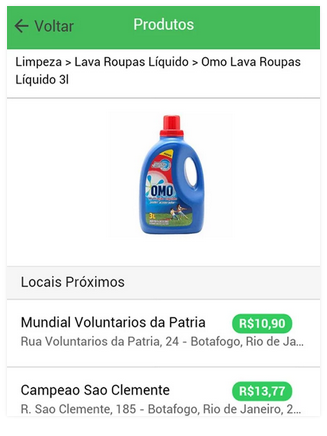 ← Voltar Produtos
Limpeza > Lava Roupas Líquido > Omo Lava Roupas
Líquido 3l
OMO
3L
Locais Próximos
Mundial Voluntarios da Patria R$10,90
Rua Voluntarios da Patria, 24 - Botafogo, Rio de Ja...
Campeao Sao Clemente R$13,77
R. Sao Clemente, 185 - Botafogo, Rio de Janeiro, 2...